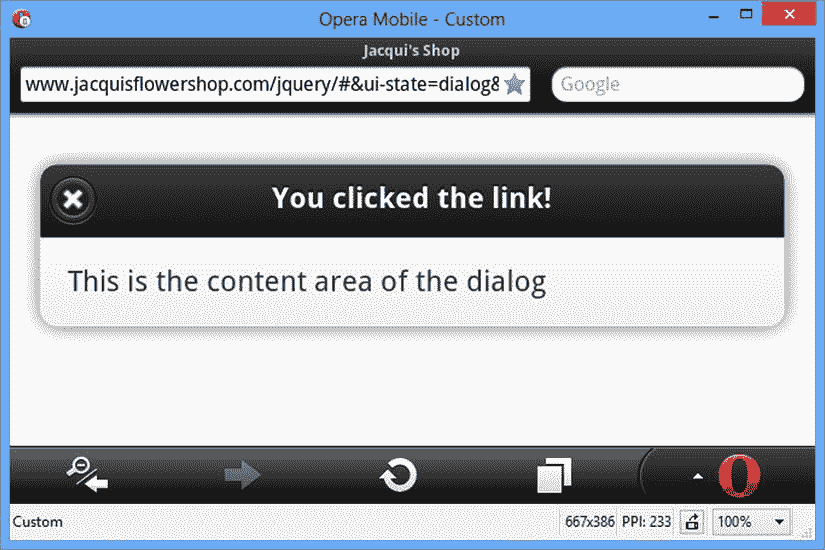 Opera Mobile - Custom
Jacqui's Shop
www.jacquisflowershop.com/jquery/#&ui-state=dialog& Google
You clicked the link!
This is the content area of the dialog
Custom 667x386 PPI: 233 100%